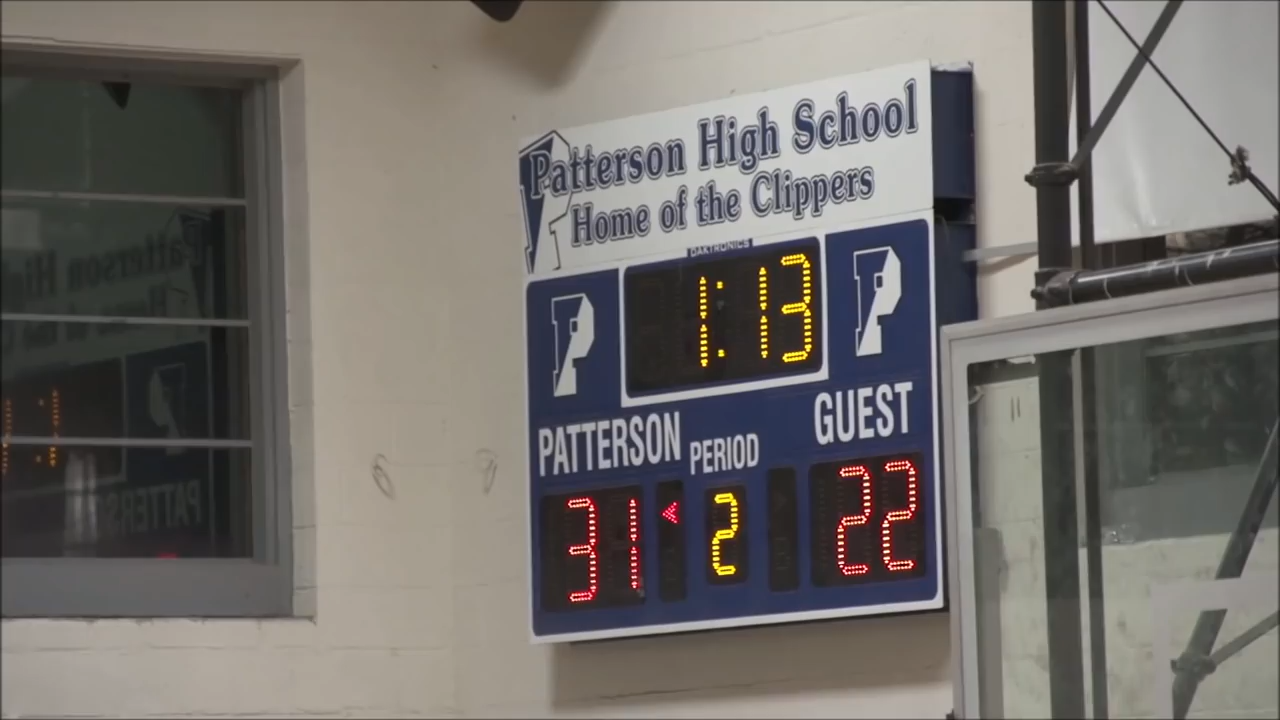 Patterson High School
Home of the Clippers
DAKTRONICS
P 1:13 P
PATTERSON PERIOD GUEST
31 2 22